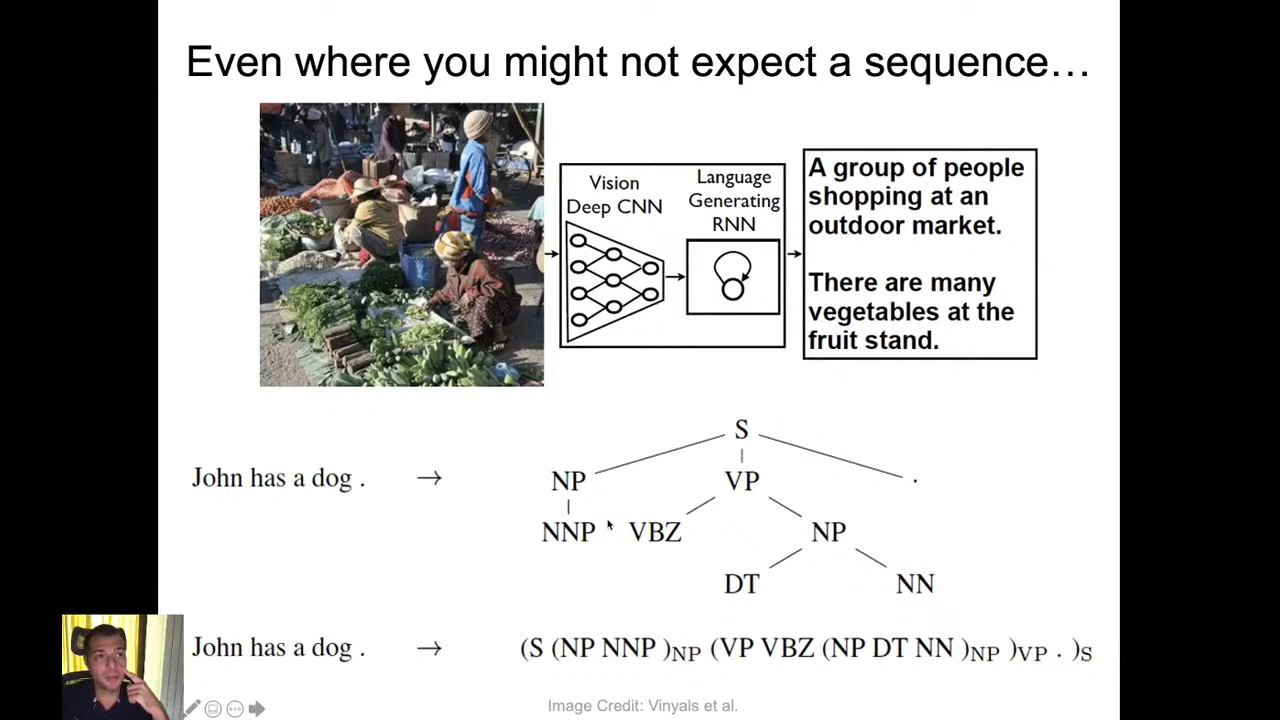 Even where you might not expect a sequence…
Vision
Deep CNN
Language
Generating
RNN
A group of people
shopping at an
outdoor market.
There are many
vegetables at the
fruit stand.
S
John has a dog . →
NP VP .
NNP VBZ NP
DT NN
John has a dog . → (S (NP NNP )NP (VP VBZ (NP DT NN )NP )VP . )S
Image Credit: Vinyals et al.